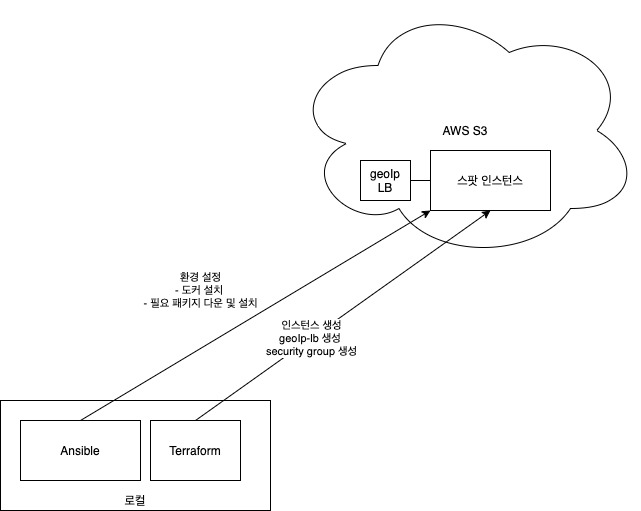 AWS S3
geoIp
LB
스팟 인스턴스
환경 설정
- 도커 설치
- 필요 패키지 다운 및 설치
인스턴스 생성
geoIp-lb 생성
security group 생성
Ansible
Terraform
로컬